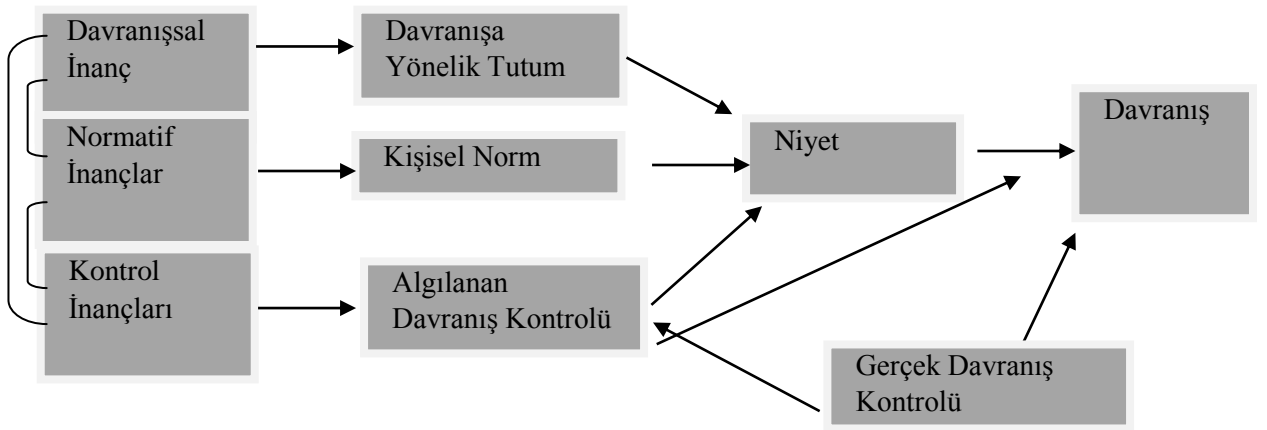 Davranışsal
İnanç
Davranışa
Yönelik Tutum
Davranış
Normatif
İnançlar
Kişisel Norm
Niyet
Kontrol
İnançları
Algılanan
Davranış Kontrolü
Gerçek Davranış
Kontrolü